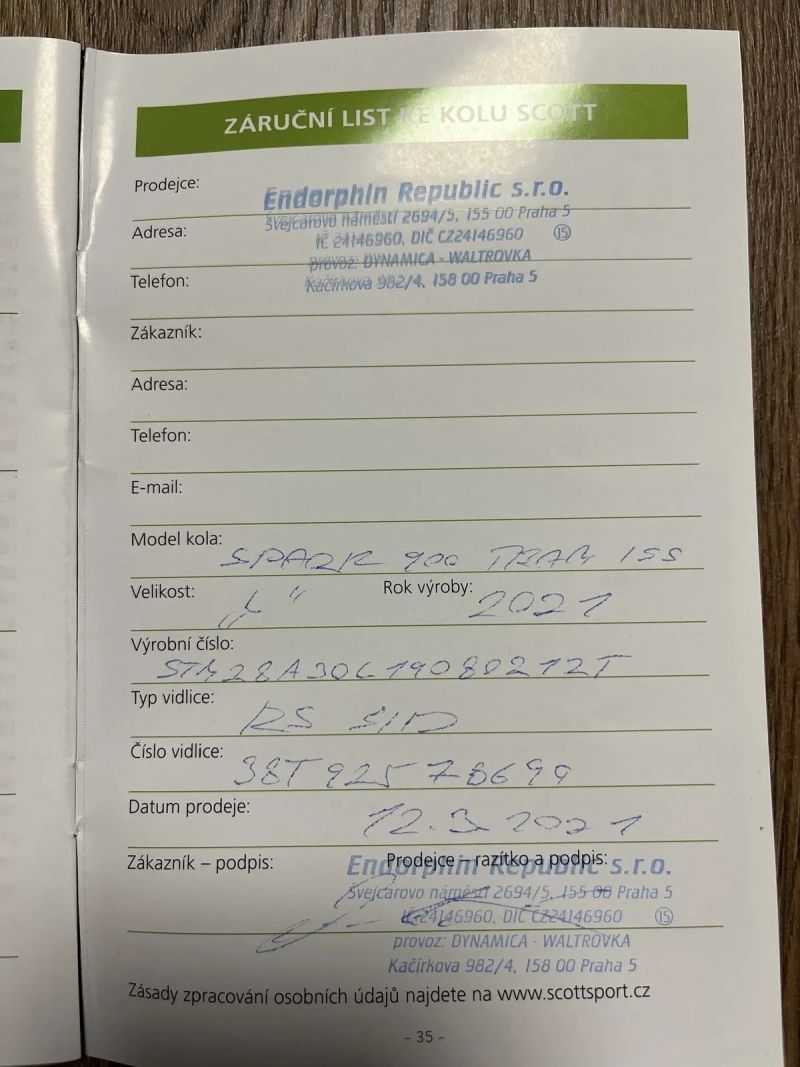 ZÁRUČNÍ LIST KE KOLU SCOTT
Prodejce:
Endorphin Republic s.r.o.
Švejcarovo náměstí 2694/5, 155 00 Praha 5
Adresa:
IČ 24146960, DIČ CZ24146960 15
provoz: DYNAMICA - WALTROVKA
Telefon:
Kačírkova 982/4, 158 00 Praha 5
Zákazník:
Adresa:
Telefon:
E-mail:
Model kola: SPARK 900 TEAM ISS
Velikost: „L“ Rok výroby: 2021
Výrobní číslo: STM28A30G19080212T
Typ vidlice: RS SID
Číslo vidlice: 38T92578699
Datum prodeje: 12.3.2021
Zákazník – podpis: Prodejce – razítko a podpis:
Endorphin Republic s.r.o.
Švejcarovo náměstí 2694/5, 155 00 Praha 5
IČ 24146960, DIČ CZ24146960 15
provoz: DYNAMICA - WALTROVKA
Kačírkova 982/4, 158 00 Praha 5
Zásady zpracování osobních údajů najdete na www.scottsport.cz
– 35 –